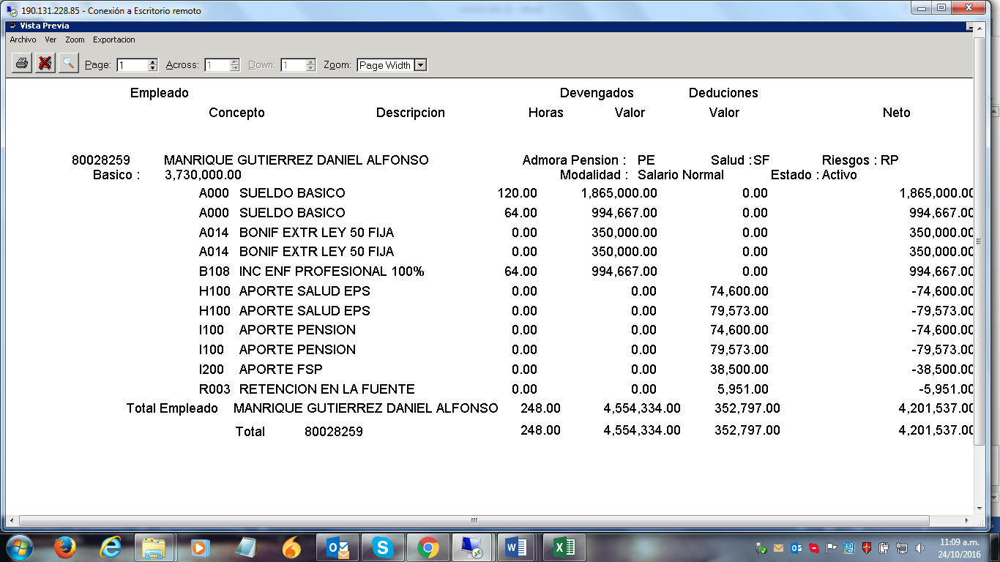 190.131.228.85 - Conexión a Escritorio remoto
Vista Previa
Archivo Ver Zoom Exportacion
Page: 1 Across: 1 Down: 1 Zoom: Page Width
Empleado Devengados Deduciones
Concepto Descripcion Horas Valor Valor Neto
80028259 MANRIQUE GUTIERREZ DANIEL ALFONSO Admora Pension : PE Salud :SF Riesgos : RP
Basico : 3,730,000.00 Modalidad : Salario Normal Estado : Activo
A000 SUELDO BASICO 120.00 1,865,000.00 0.00 1,865,000.00
A000 SUELDO BASICO 64.00 994,667.00 0.00 994,667.00
A014 BONIF EXTR LEY 50 FIJA 0.00 350,000.00 0.00 350,000.00
A014 BONIF EXTR LEY 50 FIJA 0.00 350,000.00 0.00 350,000.00
B108 INC ENF PROFESIONAL 100% 64.00 994,667.00 0.00 994,667.00
H100 APORTE SALUD EPS 0.00 0.00 74,600.00 -74,600.00
H100 APORTE SALUD EPS 0.00 0.00 79,573.00 -79,573.00
I100 APORTE PENSION 0.00 0.00 74,600.00 -74,600.00
I100 APORTE PENSION 0.00 0.00 79,573.00 -79,573.00
I200 APORTE FSP 0.00 0.00 38,500.00 -38,500.00
R003 RETENCION EN LA FUENTE 0.00 0.00 5,951.00 -5,951.00
Total Empleado MANRIQUE GUTIERREZ DANIEL ALFONSO 248.00 4,554,334.00 352,797.00 4,201,537.00
Total 80028259 248.00 4,554,334.00 352,797.00 4,201,537.00
11:09 a.m.
24/10/2016